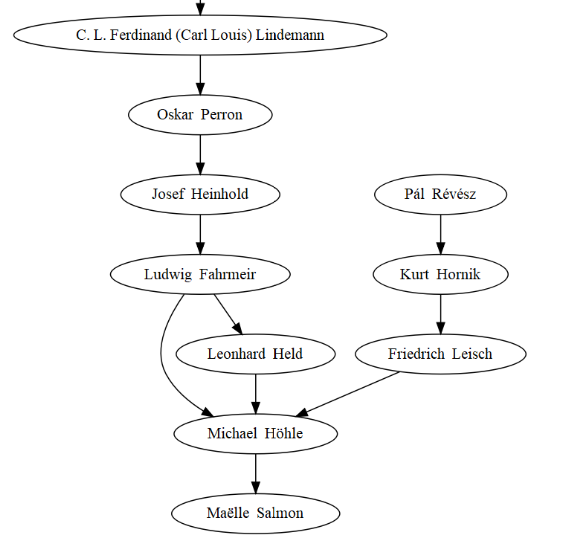 C. L. Ferdinand (Carl Louis) Lindemann
Oskar Perron
Josef Heinhold
Pál Révész
Ludwig Fahrmeir
Kurt Hornik
Leonhard Held
Friedrich Leisch
Michael Höhle
Maëlle Salmon